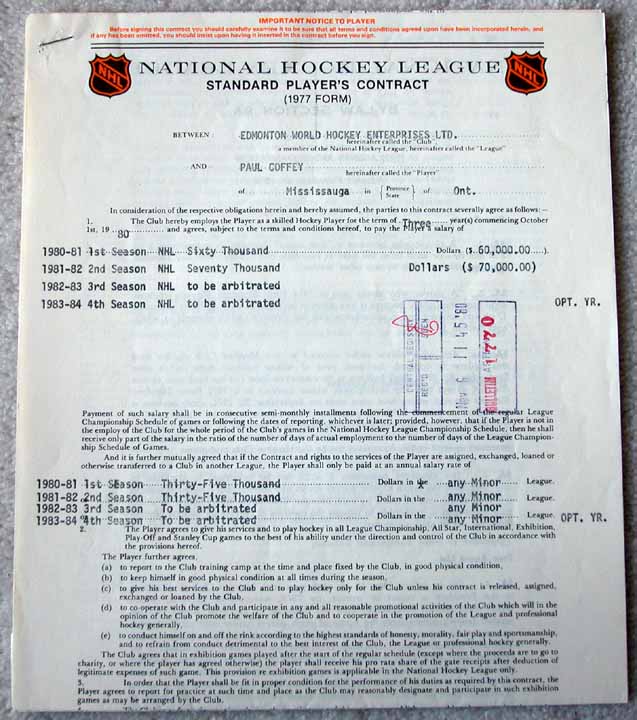 IMPORTANT NOTICE TO PLAYER
Before signing this contract you should carefully examine it to be sure that all terms and conditions agreed upon have been incorporated herein, and
if any has been omitted, you should insist upon having it inserted in the contract before you sign.
NHL NATIONAL HOCKEY LEAGUE NHL
STANDARD PLAYER'S CONTRACT
(1977 FORM)
BETWEEN: EDMONTON WORLD HOCKEY ENTERPRISES LTD.
hereinafter called the "Club"
a member of the National Hockey League, hereinafter called the "League"
AND PAUL COFFEY
hereinafter called the "Player"
of Mississauga in { Province State } of Ont.
In consideration of the respective obligations herein and hereby assumed, the parties to this contract severally agree as follows:—
1. The Club hereby employs the Player as a skilled Hockey Player for the term of Three year(s) commencing October
1st, 19 80 and agrees, subject to the terms and conditions hereof, to pay the Player a salary of
1980-81 1st Season NHL Sixty Thousand Dollars ($ 60,000.00 ).
1981-82 2nd Season NHL Seventy Thousand Dollars ($ 70,000.00)
1982-83 3rd Season NHL to be arbitrated
1983-84 4th Season NHL to be arbitrated OPT. YR.
CENTRAL REGISTRY
REC'D
11 45 '80
0221
BULLETIN
Payment of such salary shall be in consecutive semi-monthly installments following the commencement of the regular League
Championship Schedule of games or following the dates of reporting, whichever is later; provided, however, that if the Player is not in
the employ of the Club for the whole period of the Club's games in the National Hockey League Championship Schedule, then he shall
receive only part of the salary in the ratio of the number of days of actual employment to the number of days of the League Champion-
ship Schedule of Games.
And it is further mutually agreed that if the Contract and rights to the services of the Player are assigned, exchanged, loaned or
otherwise transferred to a Club in another League, the Player shall only be paid at an annual salary rate of
1980-81 1st Season Thirty-Five Thousand Dollars in the any Minor League.
1981-82 2nd Season Thirty-Five Thousand Dollars in the any Minor League.
1982-83 3rd Season To be arbitrated any Minor
1983-84 4th Season To be arbitrated Dollars in the any Minor League. OPT. YR.
2. The Player agrees to give his services and to play hockey in all League Championship, All Star, International, Exhibition,
Play-Off and Stanley Cup games to the best of his ability under the direction and control of the Club in accordance with
the provisions hereof.
The Player further agrees,
(a) to report to the Club training camp at the time and place fixed by the Club, in good physical condition,
(b) to keep himself in good physical condition at all times during the season,
(c) to give his best services to the Club and to play hockey only for the Club unless his contract is released, assigned,
exchanged or loaned by the Club,
(d) to co-operate with the Club and participate in any and all reasonable promotional activities of the Club which will in the
opinion of the Club promote the welfare of the Club and to cooperate in the promotion of the League and professional
hockey generally,
(e) to conduct himself on and off the rink according to the highest standards of honesty, morality, fair play and sportsmanship,
and to refrain from conduct detrimental to the best interest of the Club, the League or professional hockey generally.
The Club agrees that in exhibition games played after the start of the regular schedule (except where the proceeds are to go to
charity, or where the player has agreed otherwise) the player shall receive his pro rata share of the gate receipts after deduction of
legitimate expenses of such game. This provision re exhibition games is applicable in the National Hockey League only.
3. In order that the Player shall be fit in proper condition for the performance of his duties as required by this contract, the
Player agrees to report for practice at such time and place as the Club may reasonably designate and participate in such exhibition
games as may be arranged by the Club.